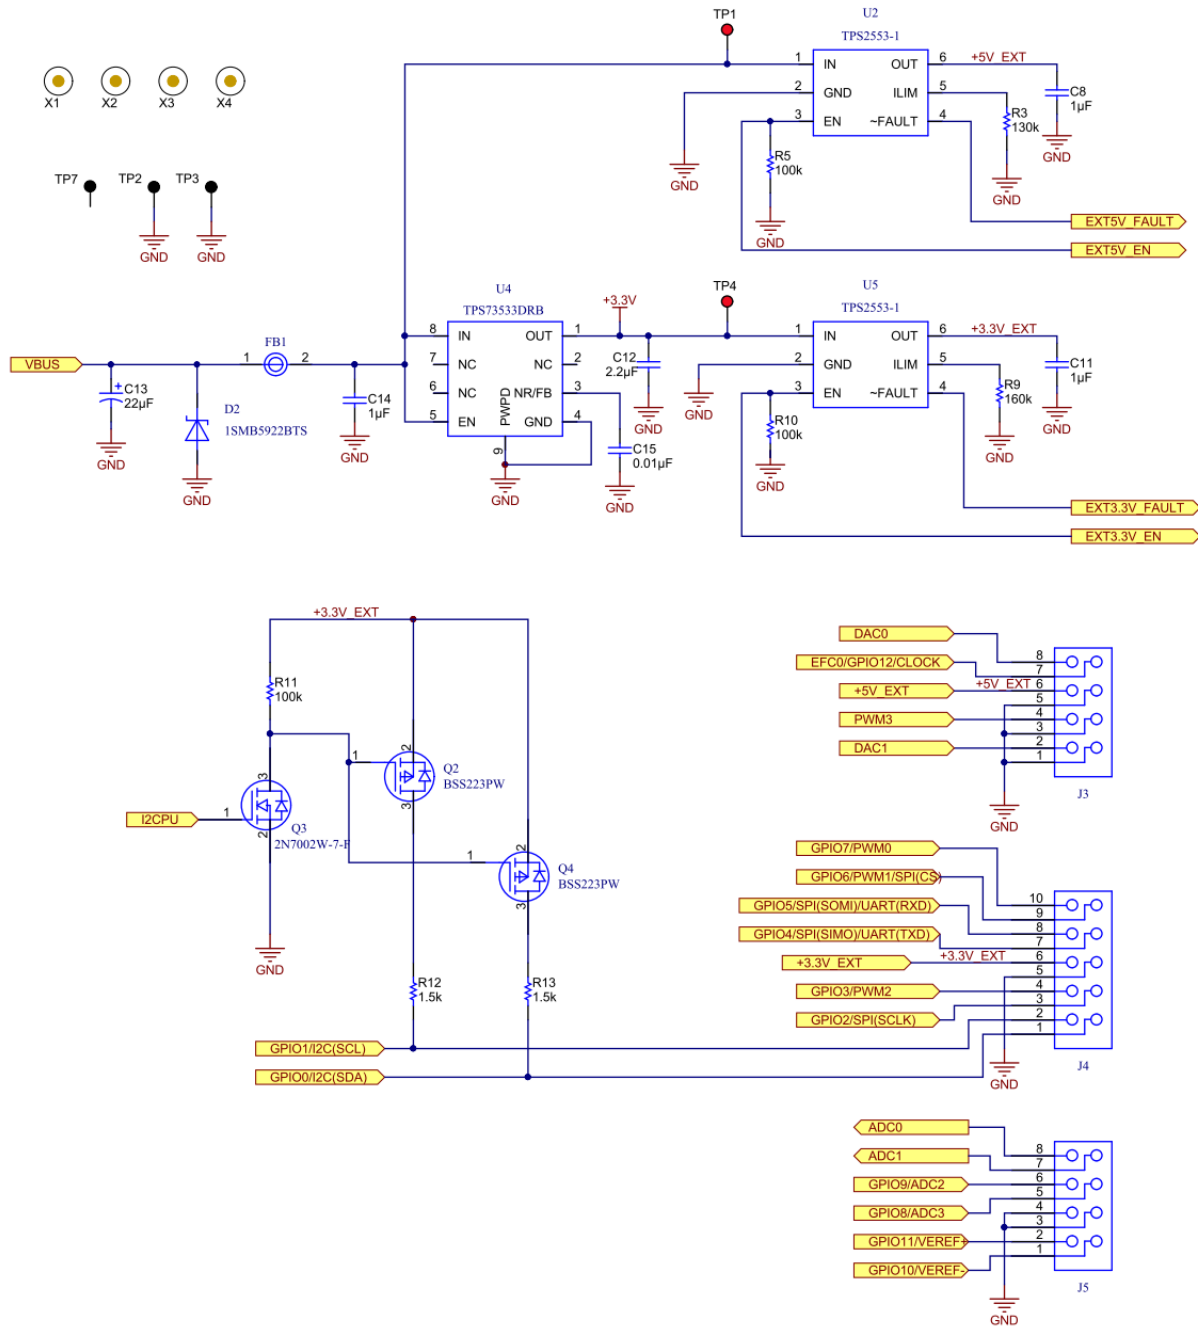 X1
X2
X3
X4
TP7
TP2
TP3
GND
GND
TP1
U2
TPS2553-1
1
IN
OUT
6
+5V_EXT
2
GND
ILIM
5
3
EN
~FAULT
4
C8
1µF
R3
130k
R5
100k
GND
GND
GND
GND
EXT5V_FAULT
EXT5V_EN
VBUS
C13
22µF
GND
D2
1SMB5922BTS
GND
1
FB1
2
C14
1µF
GND
U4
TPS73533DRB
8
IN
OUT
1
7
NC
NC
2
6
NC
NR/FB
3
5
EN
GND
4
PWPD
9
GND
+3.3V
C12
2.2µF
GND
C15
0.01µF
GND
TP4
U5
TPS2553-1
1
IN
OUT
6
+3.3V_EXT
2
GND
ILIM
5
3
EN
~FAULT
4
C11
1µF
R9
160k
R10
100k
GND
GND
GND
GND
EXT3.3V_FAULT
EXT3.3V_EN
+3.3V_EXT
R11
100k
I2CPU
1
3
2
Q3
2N7002W-7-F
GND
1
2
3
Q2
BSS223PW
1
2
3
Q4
BSS223PW
R12
1.5k
R13
1.5k
GPIO1/I2C(SCL)
GPIO0/I2C(SDA)
DAC0
EFC0/GPIO12/CLOCK
+5V_EXT
+5V_EXT
PWM3
DAC1
8
7
6
5
4
3
2
1
GND
J3
GPIO7/PWM0
GPIO6/PWM1/SPI(CS)
GPIO5/SPI(SOMI)/UART(RXD)
GPIO4/SPI(SIMO)/UART(TXD)
+3.3V_EXT
+3.3V_EXT
GPIO3/PWM2
GPIO2/SPI(SCLK)
10
9
8
7
6
5
4
3
2
1
GND
J4
ADC0
ADC1
GPIO9/ADC2
GPIO8/ADC3
GPIO11/VEREF+
GPIO10/VEREF-
8
7
6
5
4
3
2
1
GND
J5